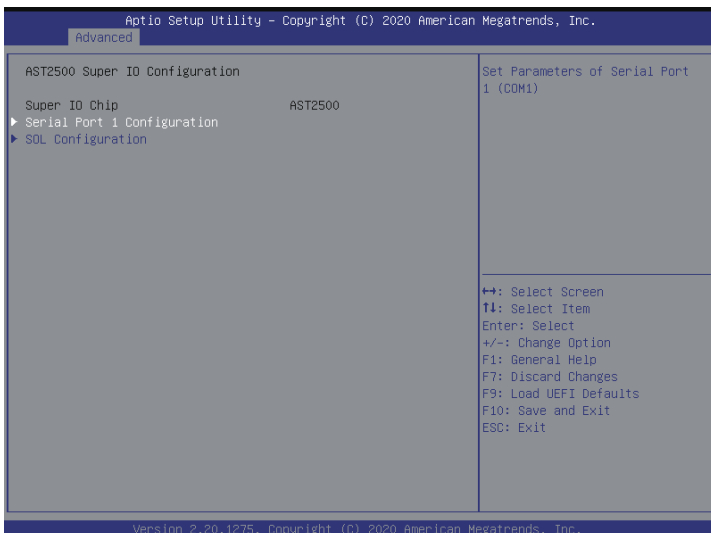 Aptio Setup Utility – Copyright (C) 2020 American Megatrends, Inc.
Advanced
AST2500 Super IO Configuration
Super IO Chip AST2500
Serial Port 1 Configuration
SOL Configuration
Set Parameters of Serial Port
1 (COM1)
↔: Select Screen
↑↓: Select Item
Enter: Select
+/-: Change Option
F1: General Help
F7: Discard Changes
F9: Load UEFI Defaults
F10: Save and Exit
ESC: Exit
Version 2.20.1275. Copyright (C) 2020 American Megatrends, Inc.